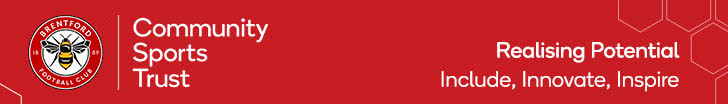 BRENTFORD
18 89
FOOTBALL CLUB
Community
Sports
Trust
Realising Potential
Include, Innovate, Inspire